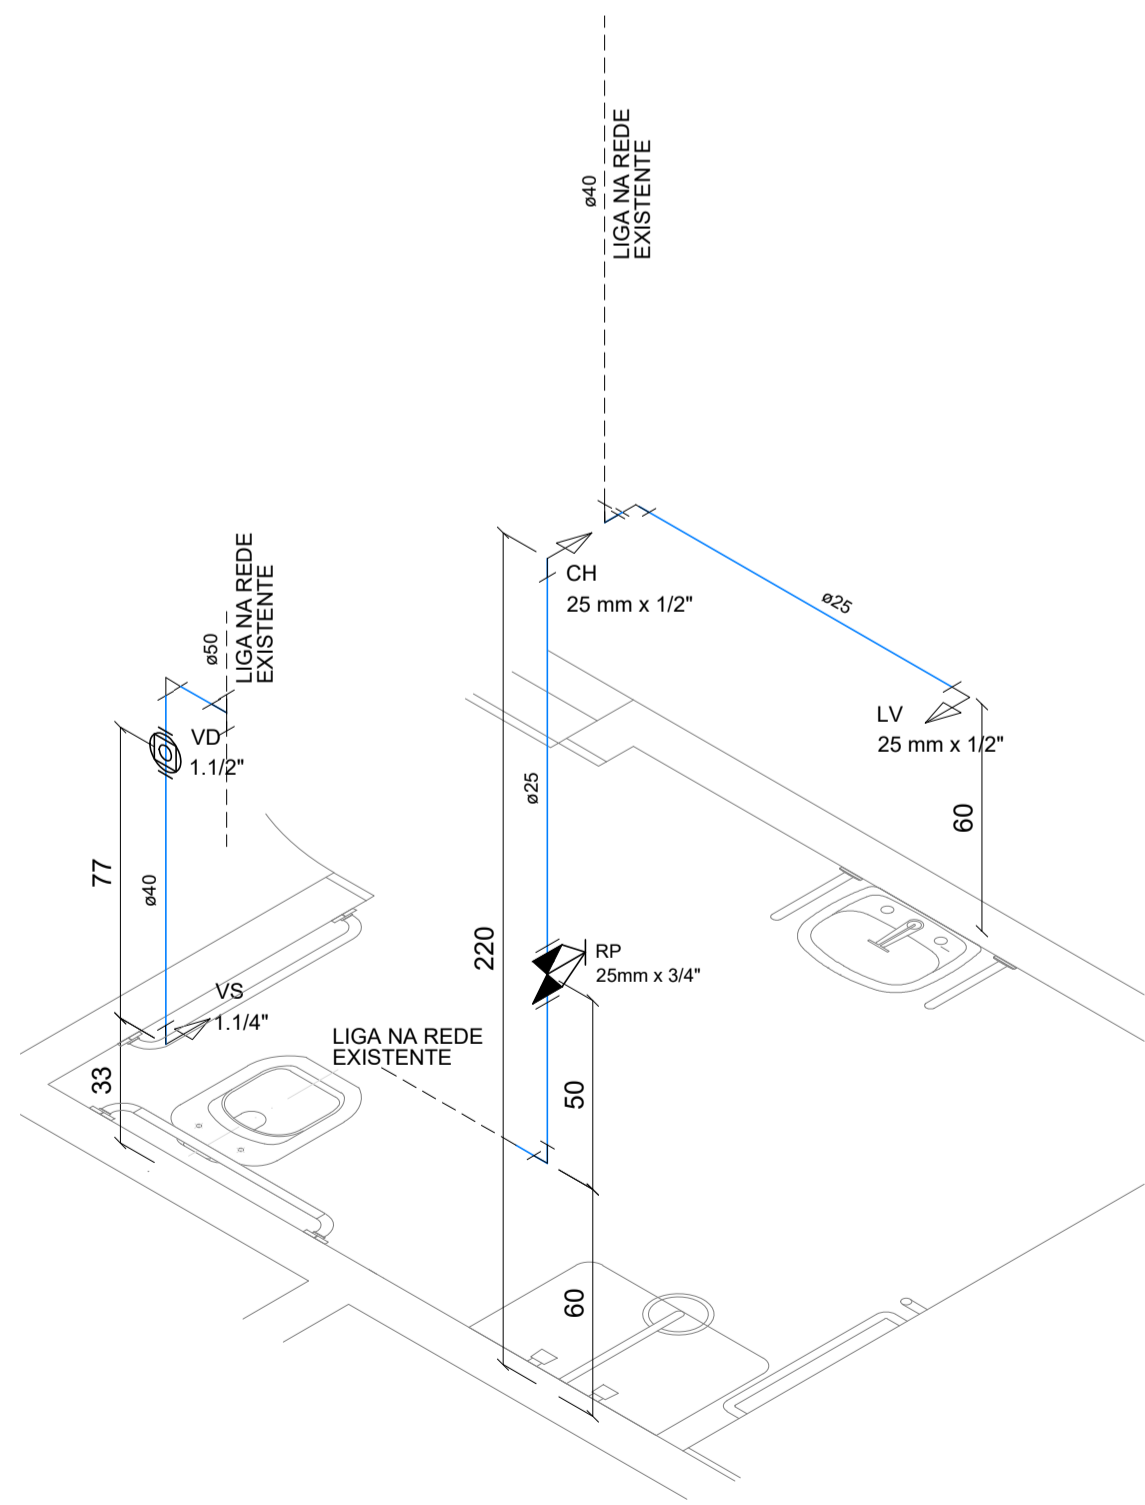 ø40
LIGA NA REDE
EXISTENTE
ø50
LIGA NA REDE
EXISTENTE
CH
25 mm x 1/2"
ø25
LV
25 mm x 1/2"
VD
1.1/2"
ø25
60
77
ø40
220
RP
25mm x 3/4"
VS
1.1/4"
LIGA NA REDE
EXISTENTE
33
50
60